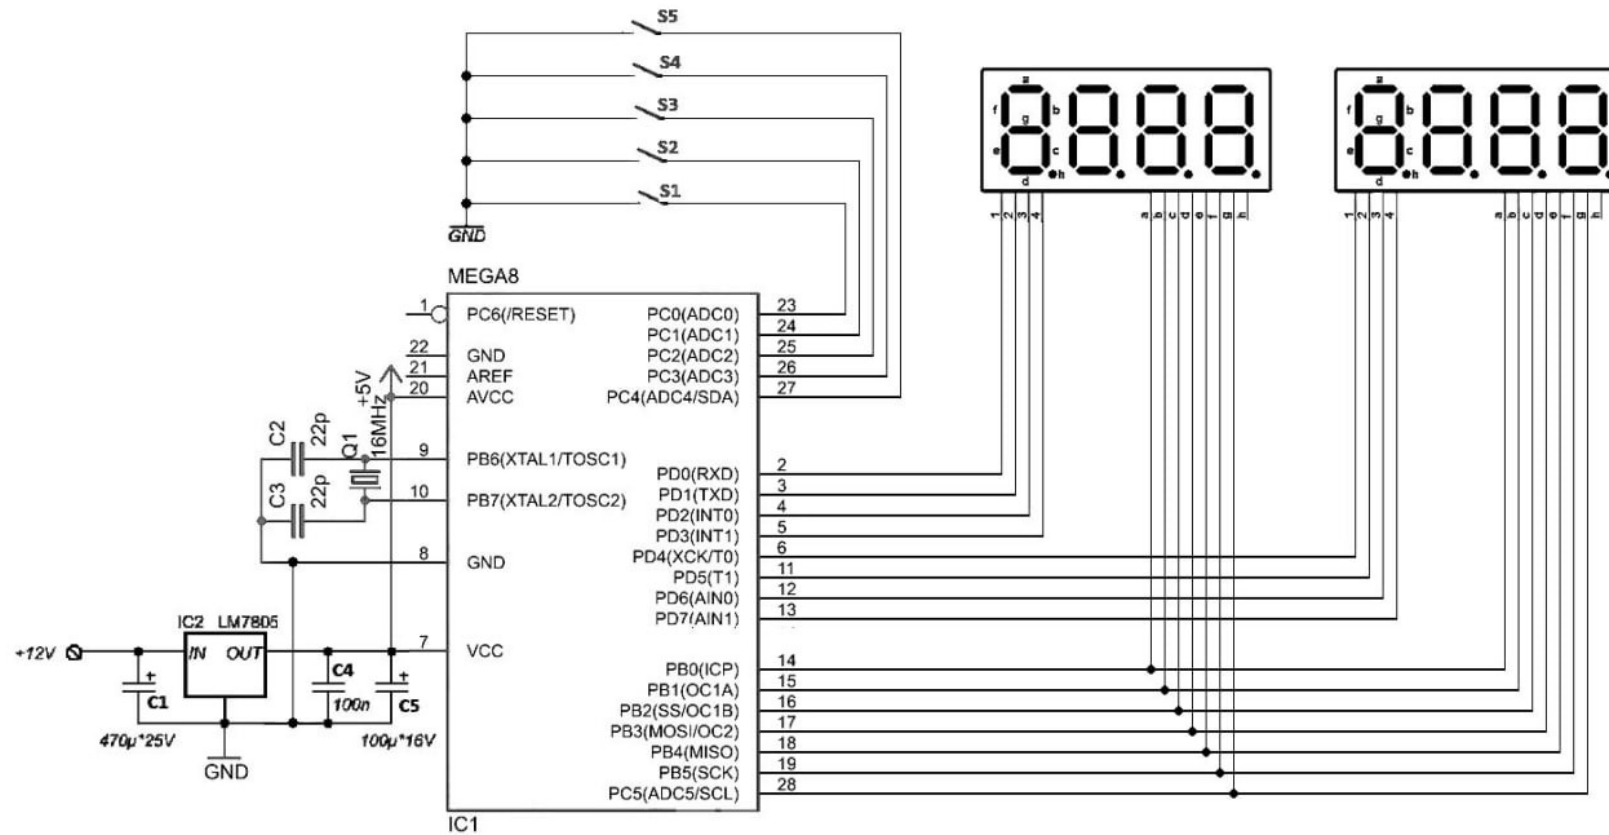 S5
S4
S3
S2
S1
GND
a
f
b
g
e
c
d
h
1
2
3
4
a
b
c
d
e
f
g
h
a
f
b
g
e
c
d
h
1
2
3
4
a
b
c
d
e
f
g
h
MEGA8
1 PC6(/RESET)
22 GND
21 AREF
20 AVCC
+5V
16MHz
Q1
C2
22p
C3
22p
9 PB6(XTAL1/TOSC1)
10 PB7(XTAL2/TOSC2)
8 GND
7 VCC
PC0(ADC0) 23
PC1(ADC1) 24
PC2(ADC2) 25
PC3(ADC3) 26
PC4(ADC4/SDA) 27
PD0(RXD) 2
PD1(TXD) 3
PD2(INT0) 4
PD3(INT1) 5
PD4(XCK/T0) 6
PD5(T1) 11
PD6(AIN0) 12
PD7(AIN1) 13
PB0(ICP) 14
PB1(OC1A) 15
PB2(SS/OC1B) 16
PB3(MOSI/OC2) 17
PB4(MISO) 18
PB5(SCK) 19
PC5(ADC5/SCL) 28
IC1
IC2 LM7805
+12V
IN OUT
C1
470µ*25V
C4
100n
C5
100µ*16V
GND